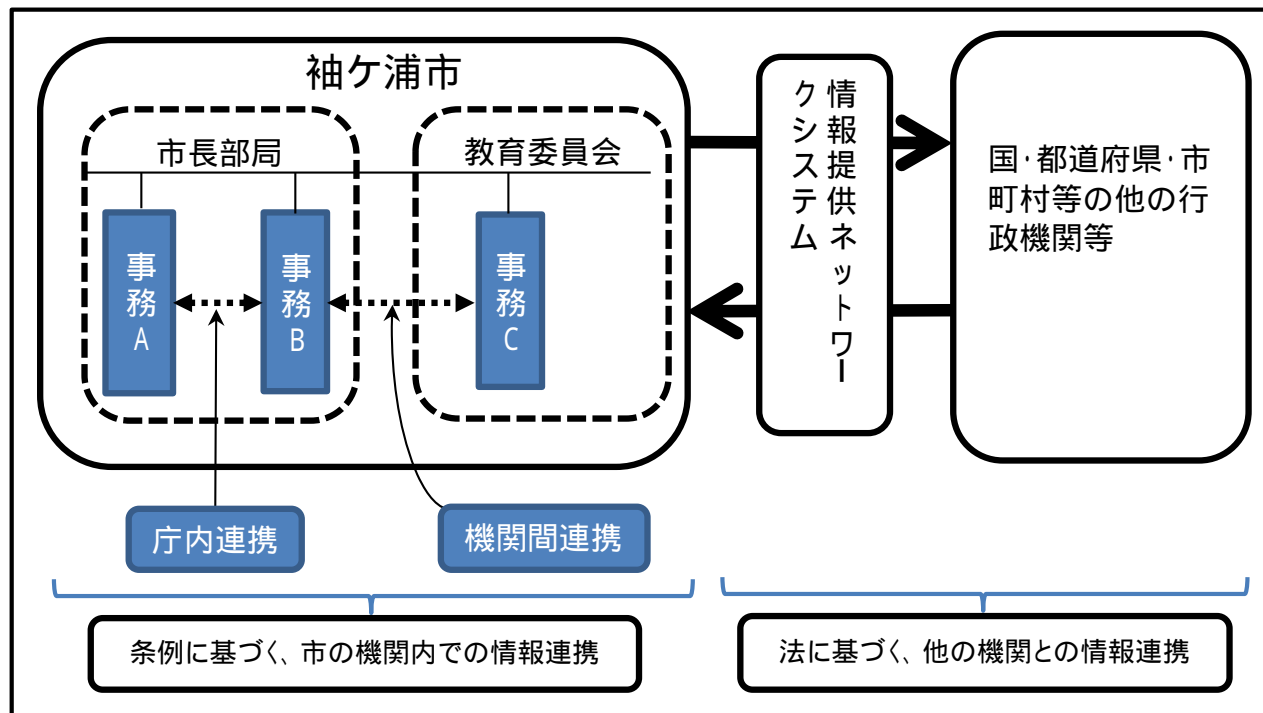 袖ケ浦市
市長部局
教育委員会
事務A
事務B
事務C
情報提供ネットワー
クシステム
国・都道府県・市
町村等の他の行
政機関等
庁内連携
機関間連携
条例に基づく、市の機関内での情報連携
法に基づく、他の機関との情報連携